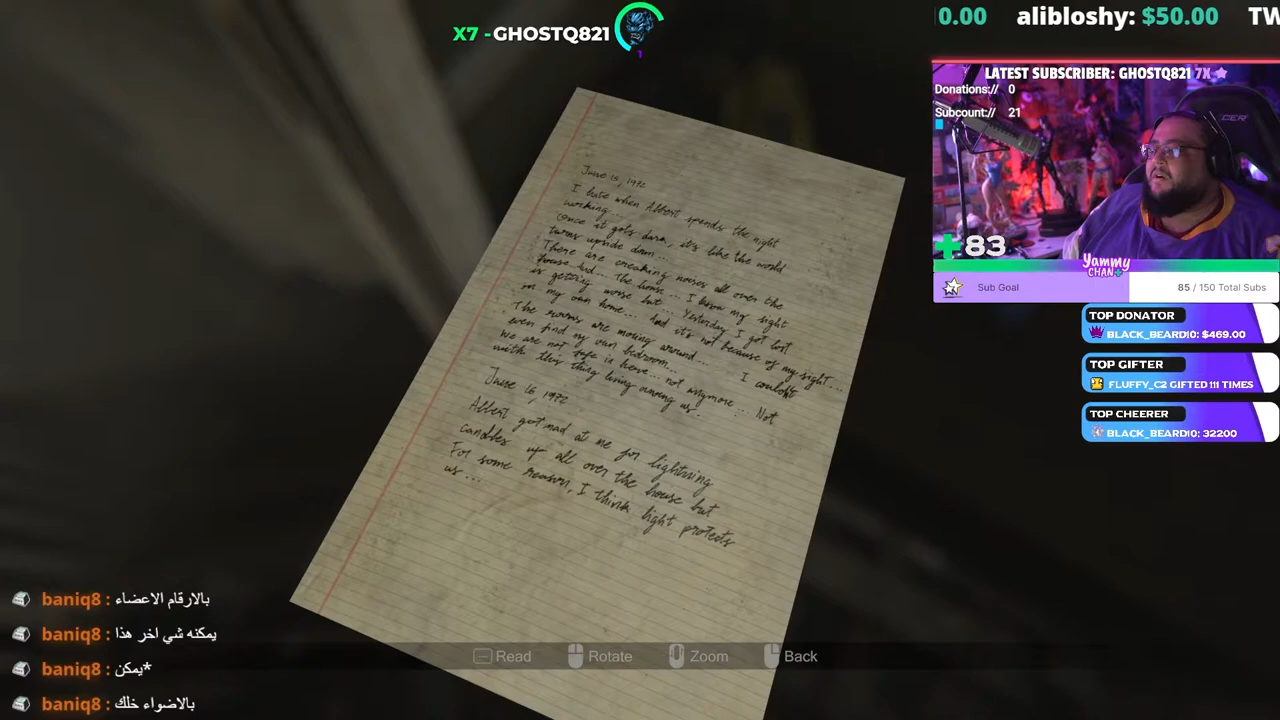 X7 - GHOSTQ821
1
0.00 alibloshy: $50.00 TW
LATEST SUBSCRIBER: GHOSTQ821 7X
Donations:// 0
Subcount:// 21
CER
+83
Yammy
CHAN+
Sub Goal 85 / 150 Total Subs
TOP DONATOR
BLACK_BEARD10: $469.00
TOP GIFTER
FLUFFY_C2 GIFTED 111 TIMES
TOP CHEERER
BLACK_BEARD10: 32200
June 15, 1972
I hate when Albert spends the night
working...
Once it gets dark, it's like the world
turns upside down...
There are creaking noises all over the
house had... The home... I know my sight
is getting worse but... Yesterday I got lost
in my own home... And it's not because of my sight...
The rooms are moving around... I couldn't
even find my own bedroom...
We are not safe in here... not anymore... Not
with this thing living among us.
June 16, 1972
Albert got mad at me for lightning
candles up all over the house but
For some reason, I think light protects
us...
baniq8 : بالارقام الاعضاء
baniq8 : يمكنه شي اخر هذا
baniq8 : يمكن*
baniq8 : بالاضواء خلك
Read Rotate Zoom Back